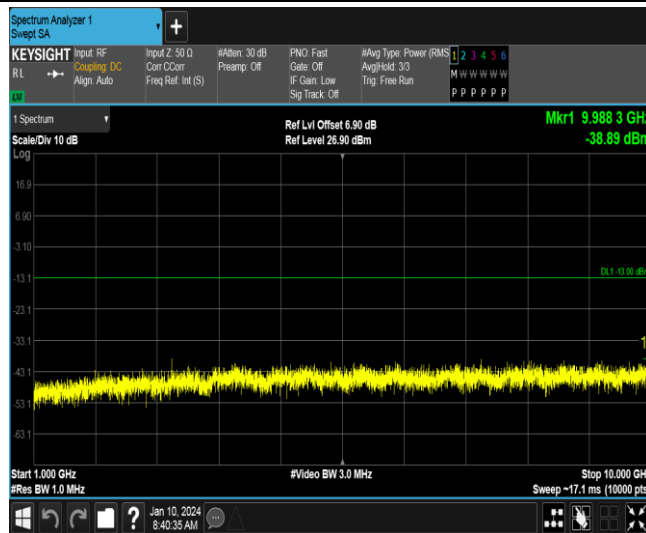 Spectrum Analyzer 1
Swept SA
+
KEYSIGHT Input: RF Input Z: 50 Ω #Atten: 30 dB PNO: Fast #Avg Type: Power (RMS 1 2 3 4 5 6
RL Coupling: DC Corr CCorr Preamp: Off Gate: Off Avg|Hold: 3/3 M W W W W W
Align: Auto Freq Ref: Int (S) IF Gain: Low Trig: Free Run
Sig Track: Off P P P P P P
1 Spectrum
Ref Lvl Offset 6.90 dB Mkr1 9.988 3 GHz
Scale/Div 10 dB Ref Level 26.90 dBm -38.89 dBm
Log
16.9
6.90
-3.10
DL1 -13.00 dBm
-13.1
-23.1
-33.1
1
-43.1
-53.1
-63.1
Start 1.000 GHz #Video BW 3.0 MHz Stop 10.000 GHz
#Res BW 1.0 MHz Sweep ~17.1 ms (10000 pts)
? Jan 10, 2024
8:40:35 AM